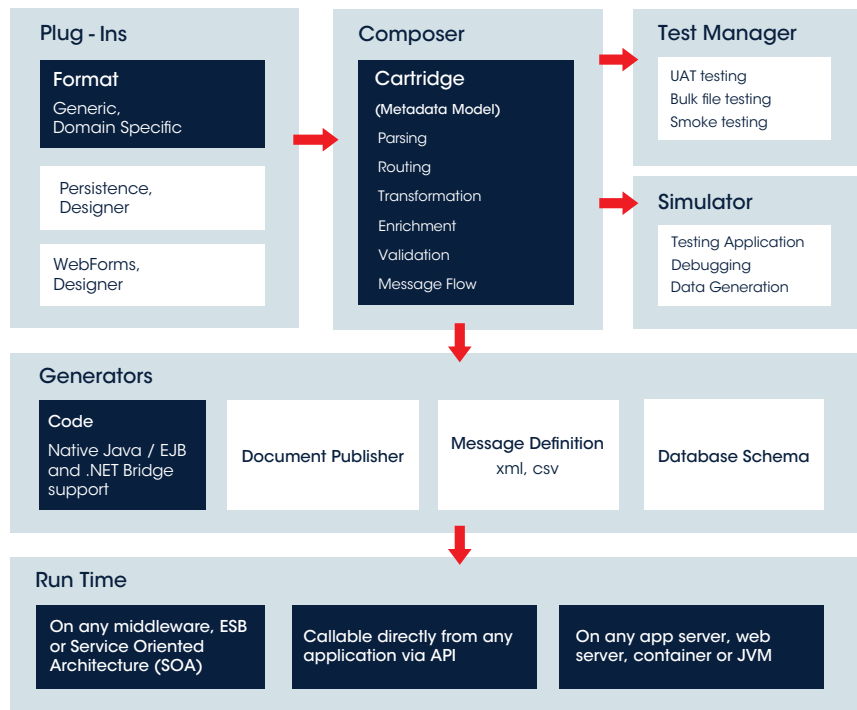 Plug - Ins
Format
Generic,
Domain Specific
Persistence,
Designer
WebForms,
Designer
Composer
Cartridge
(Metadata Model)
Parsing
Routing
Transformation
Enrichment
Validation
Message Flow
Test Manager
UAT testing
Bulk file testing
Smoke testing
Simulator
Testing Application
Debugging
Data Generation
Generators
Code
Native Java / EJB
and .NET Bridge
support
Document Publisher
Message Definition
xml, csv
Database Schema
Run Time
On any middleware, ESB
or Service Oriented
Architecture (SOA)
Callable directly from any
application via API
On any app server, web
server, container or JVM